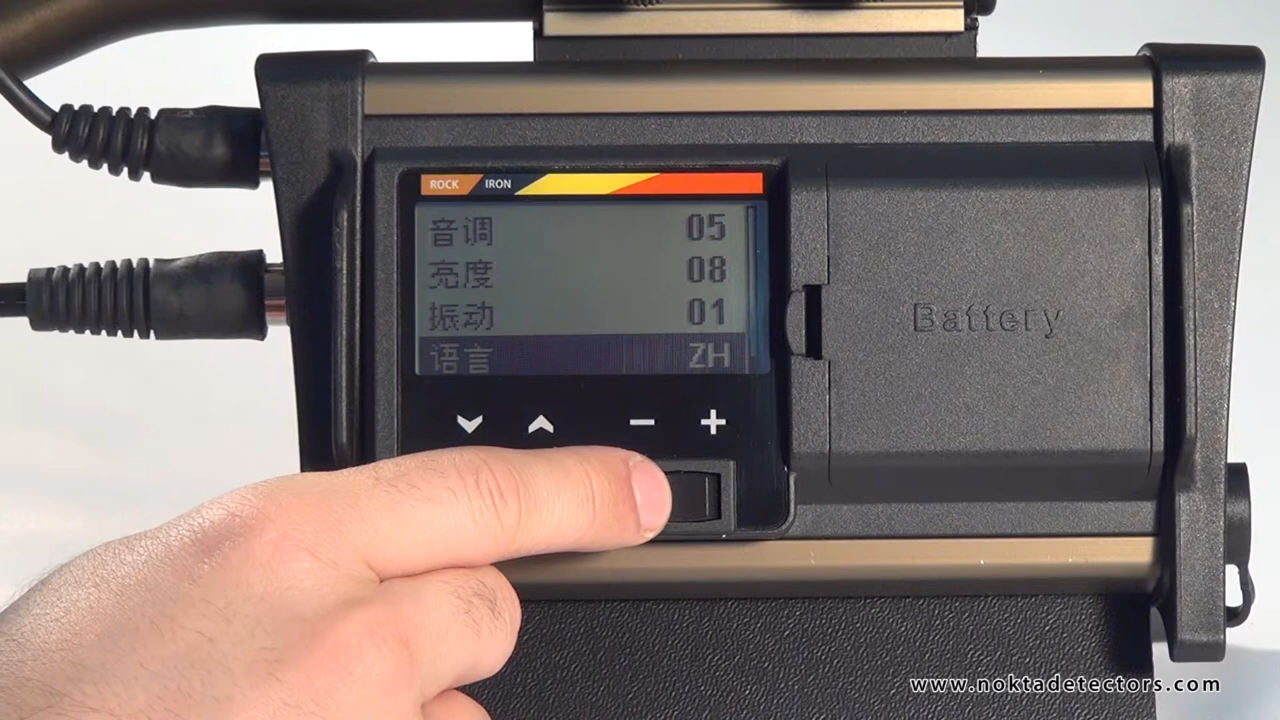 ROCK IRON
音调 05
亮度 08
振动 01
语言 ZH
Battery
www.noktadetectors.com